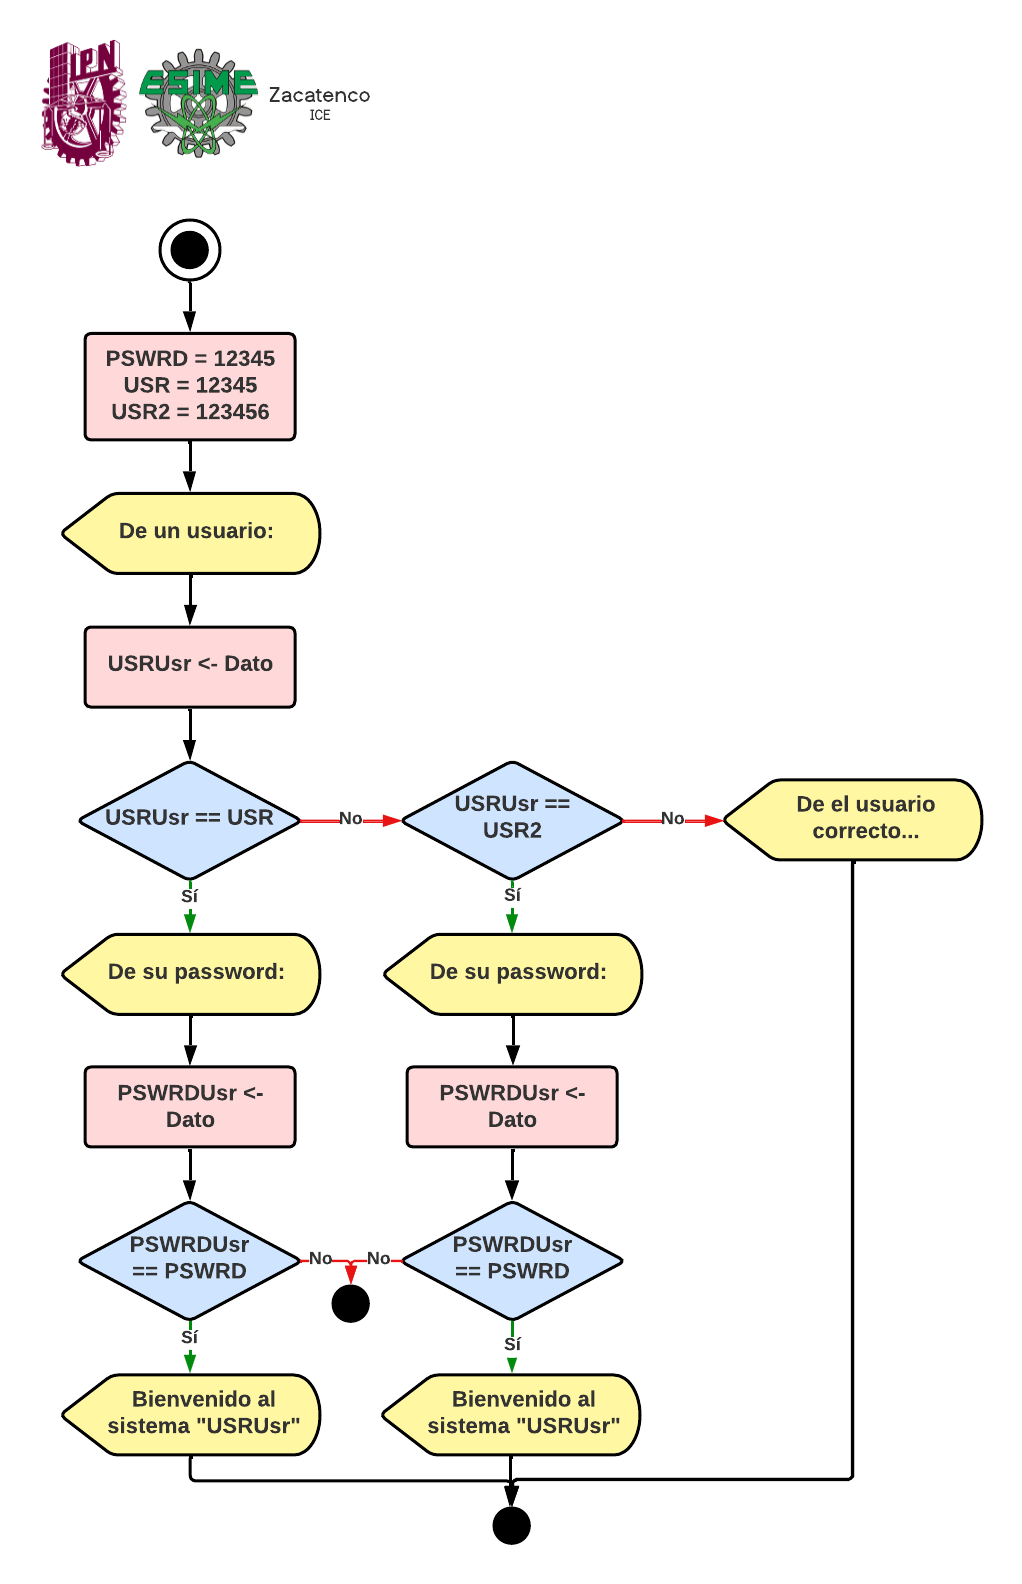 IPN
ESIME
Zacatenco
ICE
PSWRD = 12345
USR = 12345
USR2 = 123456
De un usuario:
USRUsr <- Dato
USRUsr == USR
No
USRUsr ==
USR2
No
De el usuario
correcto...
Sí
Sí
De su password:
De su password:
PSWRDUsr <-
Dato
PSWRDUsr <-
Dato
PSWRDUsr
== PSWRD
No
No
PSWRDUsr
== PSWRD
Sí
Sí
Bienvenido al
sistema "USRUsr"
Bienvenido al
sistema "USRUsr"